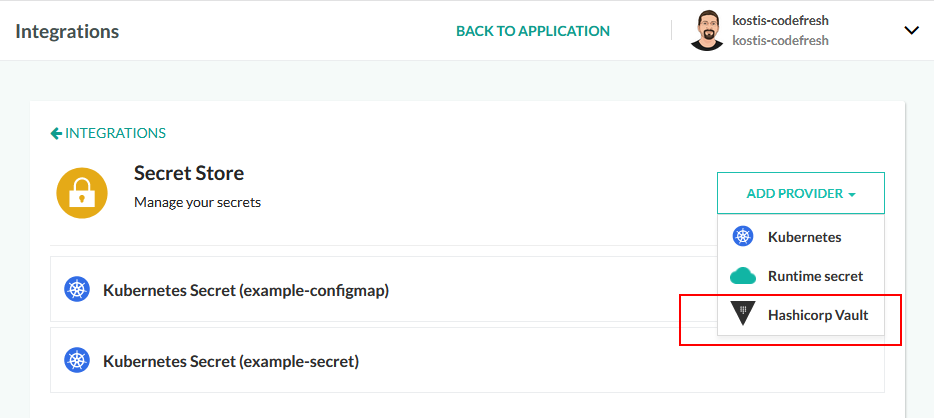 Integrations
BACK TO APPLICATION
kostis-codefresh
kostis-codefresh
INTEGRATIONS
Secret Store
Manage your secrets
ADD PROVIDER
Kubernetes
Runtime secret
Hashicorp Vault
Kubernetes Secret (example-configmap)
Kubernetes Secret (example-secret)